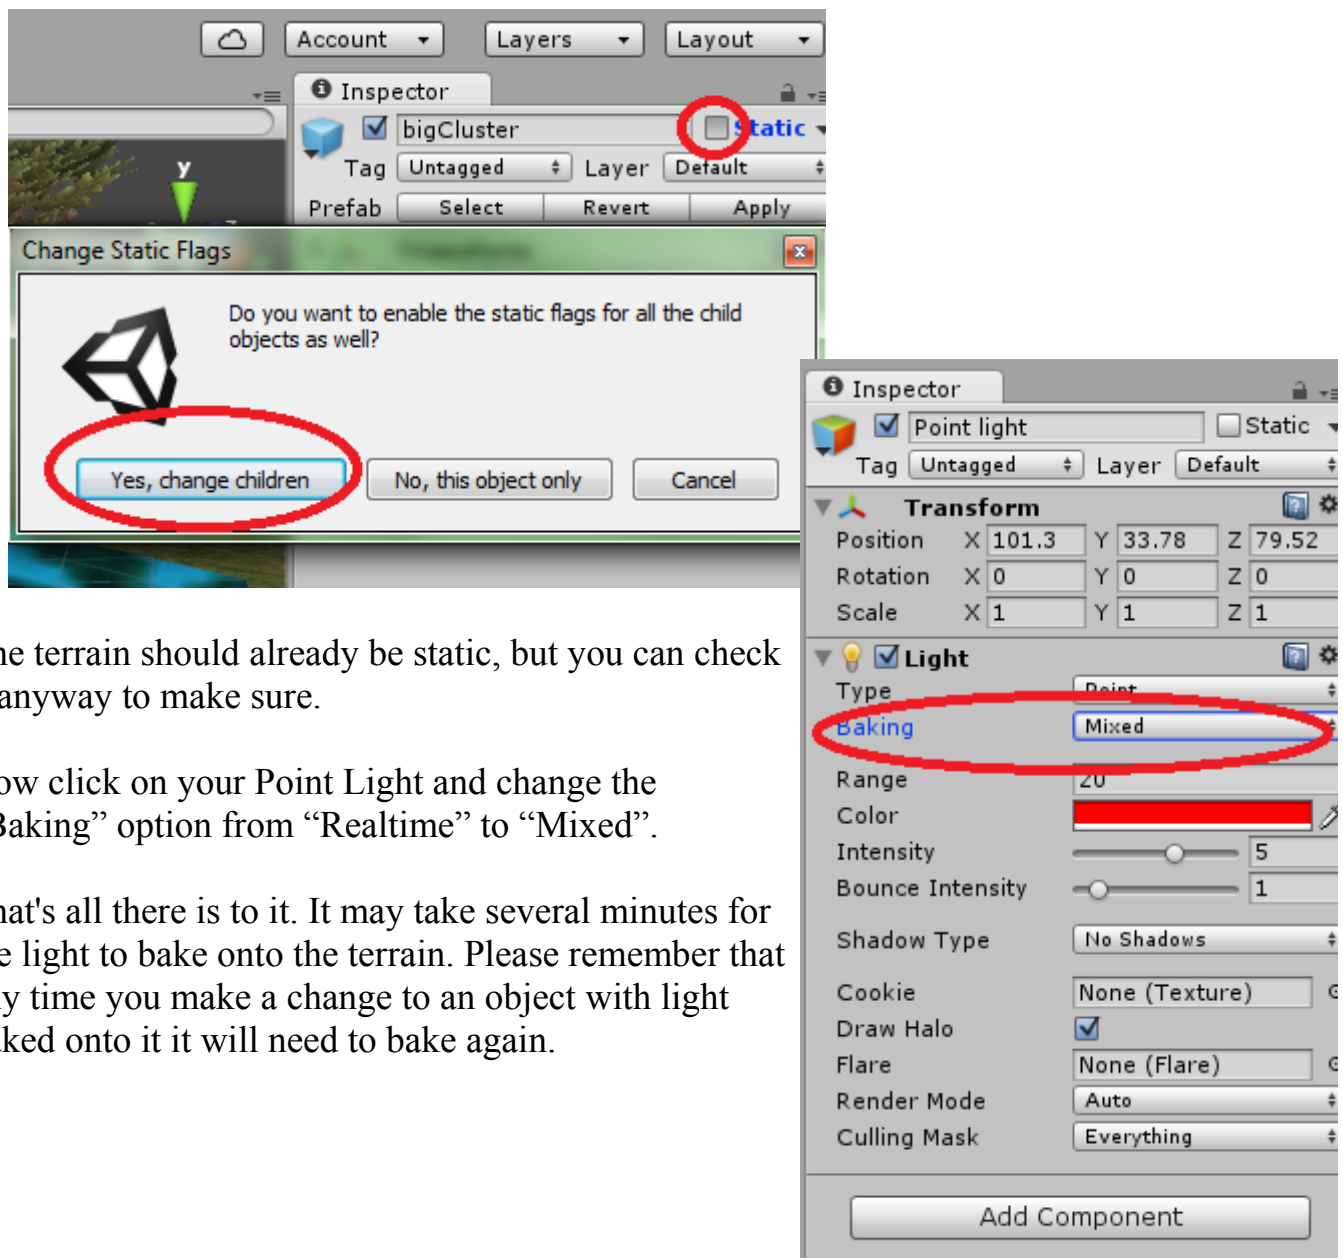 Account
Layers
Layout
Inspector
bigCluster
Static
Tag Untagged Layer Default
Prefab Select Revert Apply
y
Change Static Flags
Do you want to enable the static flags for all the child
objects as well?
Yes, change children
No, this object only
Cancel
Inspector
Point light
Static
Tag Untagged Layer Default
Transform
Position X 101.3 Y 33.78 Z 79.52
Rotation X 0 Y 0 Z 0
Scale X 1 Y 1 Z 1
Light
Type Point
Baking Mixed
Range 20
Color
Intensity 5
Bounce Intensity 1
Shadow Type No Shadows
Cookie None (Texture)
Draw Halo
Flare None (Flare)
Render Mode Auto
Culling Mask Everything
Add Component
he terrain should already be static, but you can check
anyway to make sure.
ow click on your Point Light and change the
Baking” option from “Realtime” to “Mixed”.
hat's all there is to it. It may take several minutes for
e light to bake onto the terrain. Please remember that
y time you make a change to an object with light
aked onto it it will need to bake again.